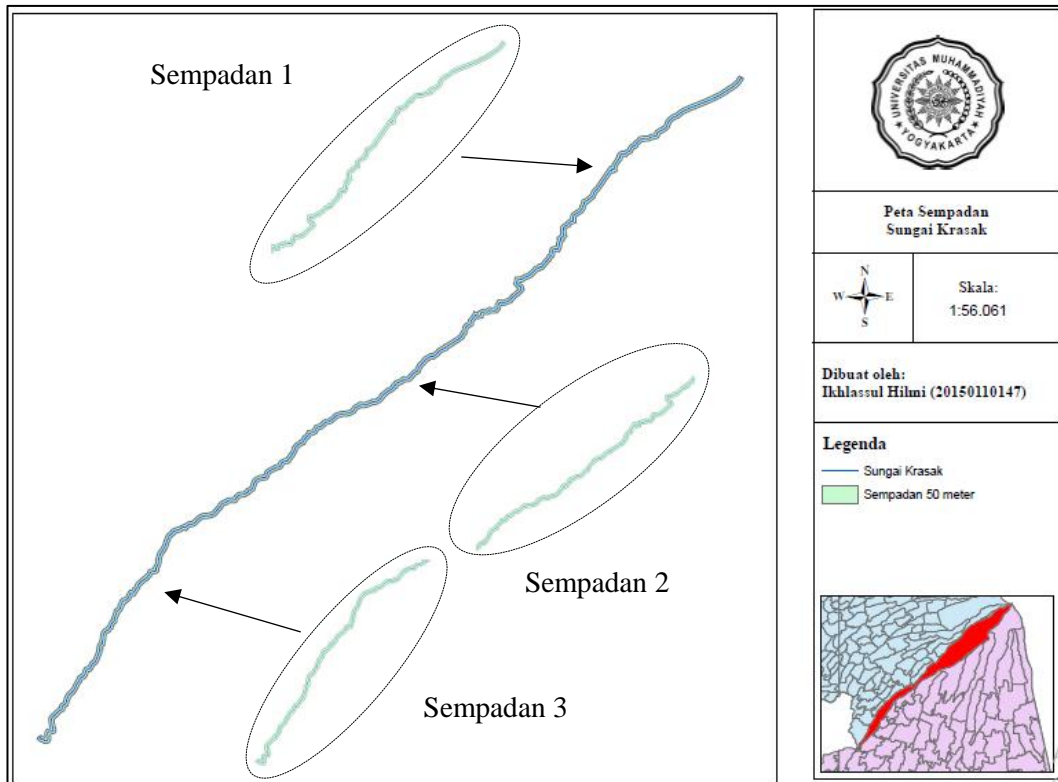 Sempadan 1
Sempadan 2
Sempadan 3
UNIVERSITAS MUHAMMADIYAH
YOGYAKARTA
Peta Sempadan
Sungai Krasak
N
W E
S
Skala:
1:56.061
Dibuat oleh:
Ikhlassul Hilmi (20150110147)
Legenda
Sungai Krasak
Sempadan 50 meter